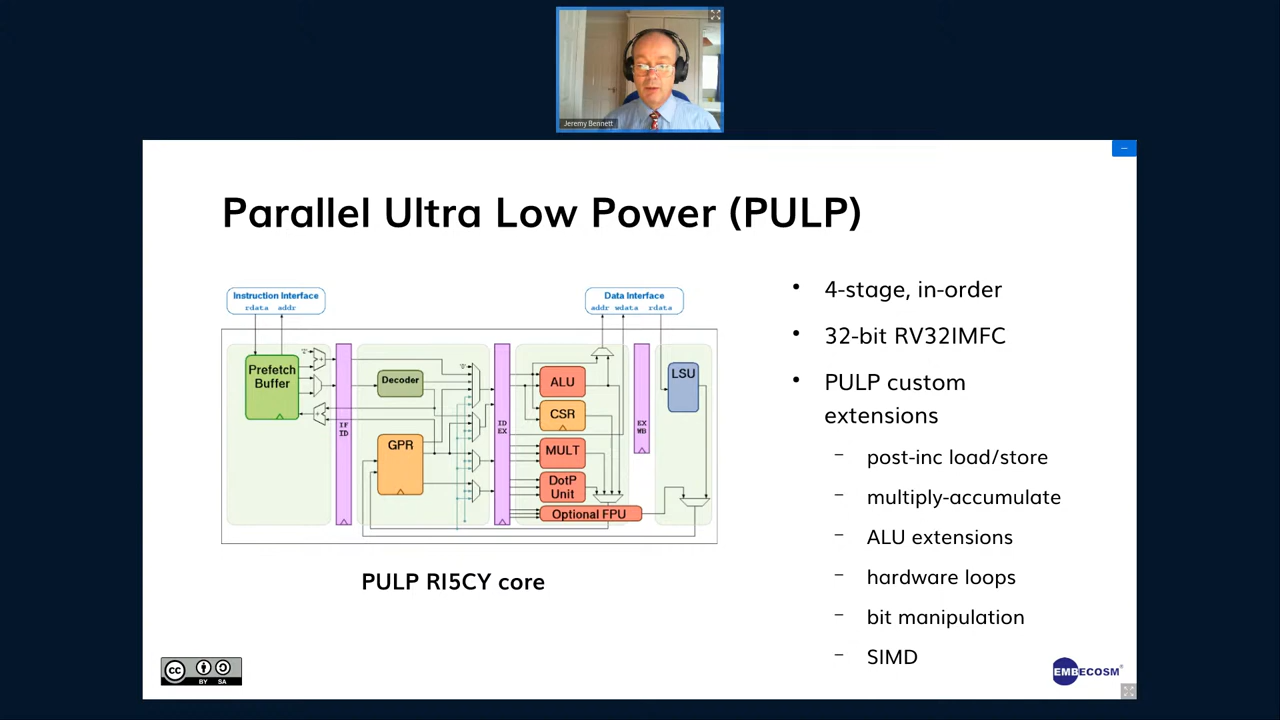 Jeremy Bennett
Parallel Ultra Low Power (PULP)
Instruction Interface
rdata addr
Data Interface
addr wdata rdata
Prefetch
Buffer
Decoder
GPR
IF
ID
ID
EX
ALU
CSR
MULT
DotP
Unit
Optional FPU
EX
WB
LSU
PULP RI5CY core
• 4-stage, in-order
• 32-bit RV32IMFC
• PULP custom
extensions
– post-inc load/store
– multiply-accumulate
– ALU extensions
– hardware loops
– bit manipulation
– SIMD
cc
BY SA
EMBECOSM®